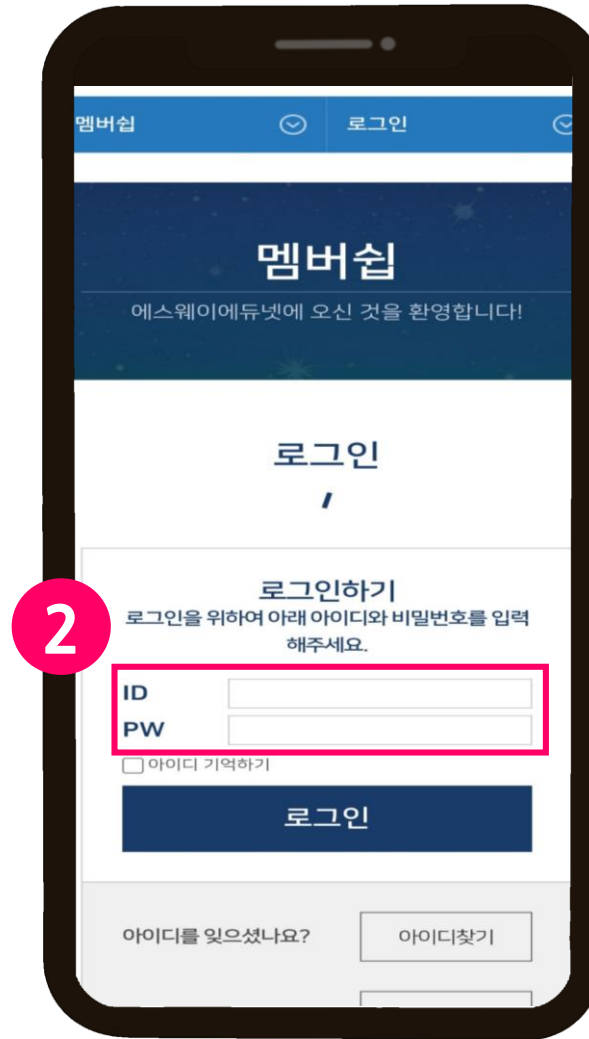 멤버쉽 로그인
멤버쉽
에스웨이에듀넷에 오신 것을 환영합니다!
로그인
로그인하기
2
로그인을 위하여 아래 아이디와 비밀번호를 입력
해주세요.
ID
PW
아이디 기억하기
로그인
아이디를 잊으셨나요? 아이디찾기